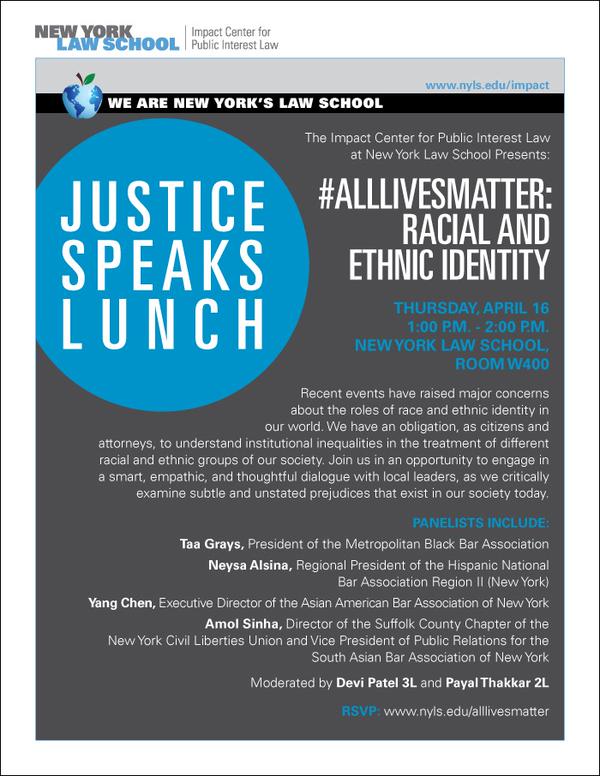 NEW YORK
LAW SCHOOL
Impact Center for
Public Interest Law
www.nyls.edu/impact
WE ARE NEW YORK'S LAW SCHOOL
JUSTICE
SPEAKS
LUNCH
The Impact Center for Public Interest Law
at New York Law School Presents:
#ALLLIVESMATTER:
RACIAL AND
ETHNIC IDENTITY
THURSDAY, APRIL 16
1:00 P.M. - 2:00 P.M.
NEW YORK LAW SCHOOL,
ROOM W400
Recent events have raised major concerns
about the roles of race and ethnic identity in
our world. We have an obligation, as citizens and
attorneys, to understand institutional inequalities in the treatment of different
racial and ethnic groups of our society. Join us in an opportunity to engage in
a smart, empathic, and thoughtful dialogue with local leaders, as we critically
examine subtle and unstated prejudices that exist in our society today.
PANELISTS INCLUDE:
Taa Grays, President of the Metropolitan Black Bar Association
Neysa Alsina, Regional President of the Hispanic National
Bar Association Region II (New York)
Yang Chen, Executive Director of the Asian American Bar Association of New York
Amol Sinha, Director of the Suffolk County Chapter of the
New York Civil Liberties Union and Vice President of Public Relations for the
South Asian Bar Association of New York
Moderated by Devi Patel 3L and Payal Thakkar 2L
RSVP: www.nyls.edu/alllivesmatter